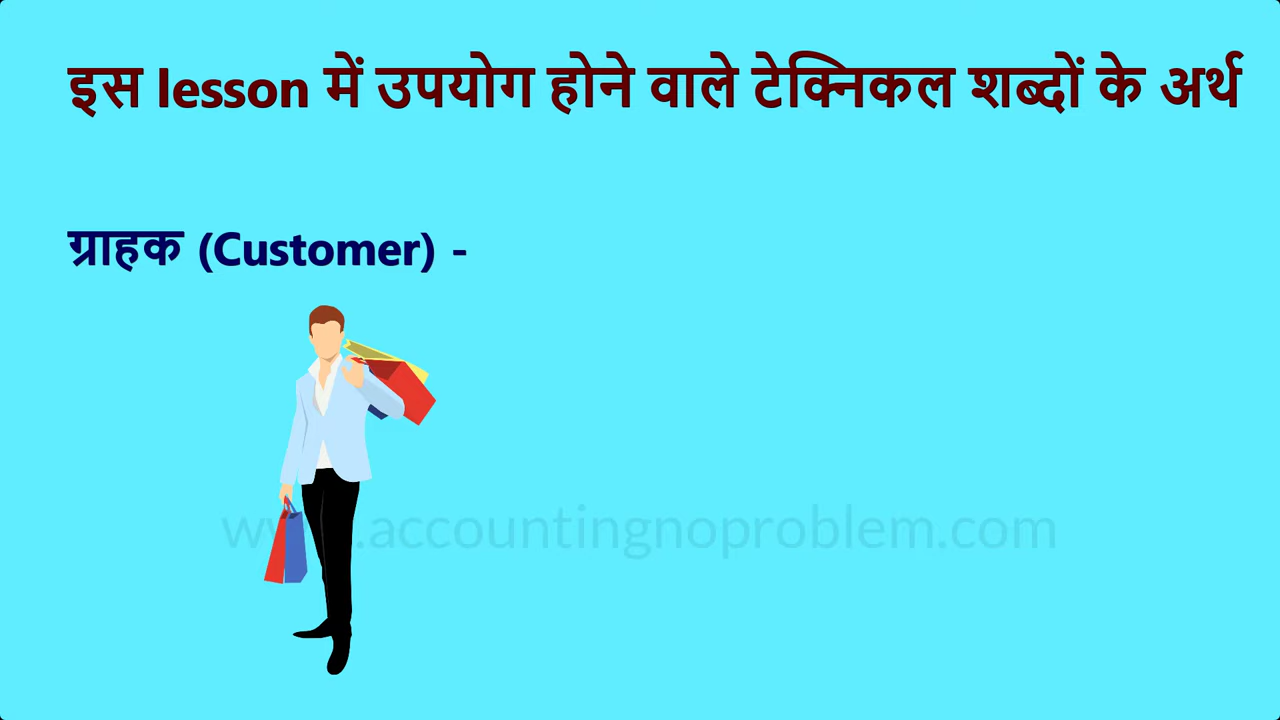 इस lesson में उपयोग होने वाले टेक्निकल शब्दों के अर्थ
ग्राहक (Customer) -
www.accountingnoproblem.com